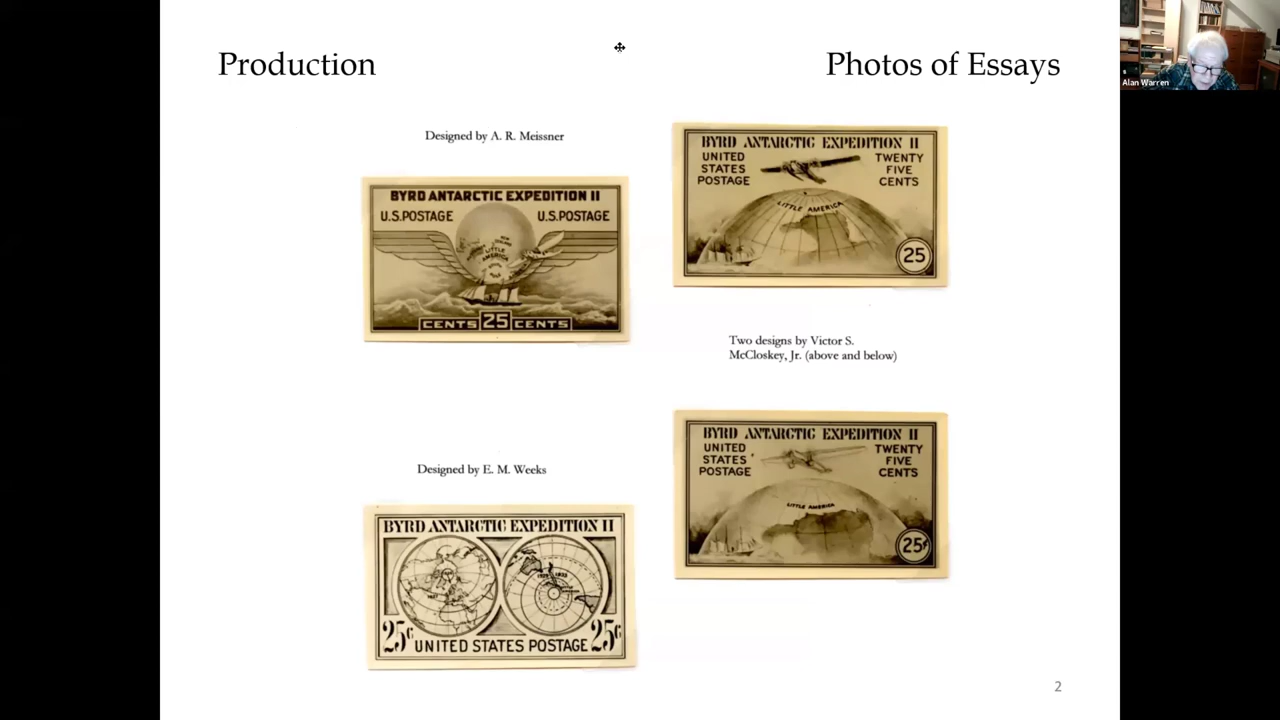 Production
Photos of Essays
Alan Warren
Designed by A. R. Meissner
BYRD ANTARCTIC EXPEDITION II
U.S.POSTAGE
U.S.POSTAGE
LITTLE
AMERICA
CENTS 25 CENTS
BYRD ANTARCTIC EXPEDITION II
UNITED
STATES
POSTAGE
TWENTY
FIVE
CENTS
LITTLE AMERICA
25
Two designs by Victor S.
McCloskey, Jr. (above and below)
BYRD ANTARCTIC EXPEDITION II
UNITED
STATES
POSTAGE
TWENTY
FIVE
CENTS
LITTLE AMERICA
25¢
Designed by E. M. Weeks
BYRD ANTARCTIC EXPEDITION II
25¢ UNITED STATES POSTAGE 25¢
2